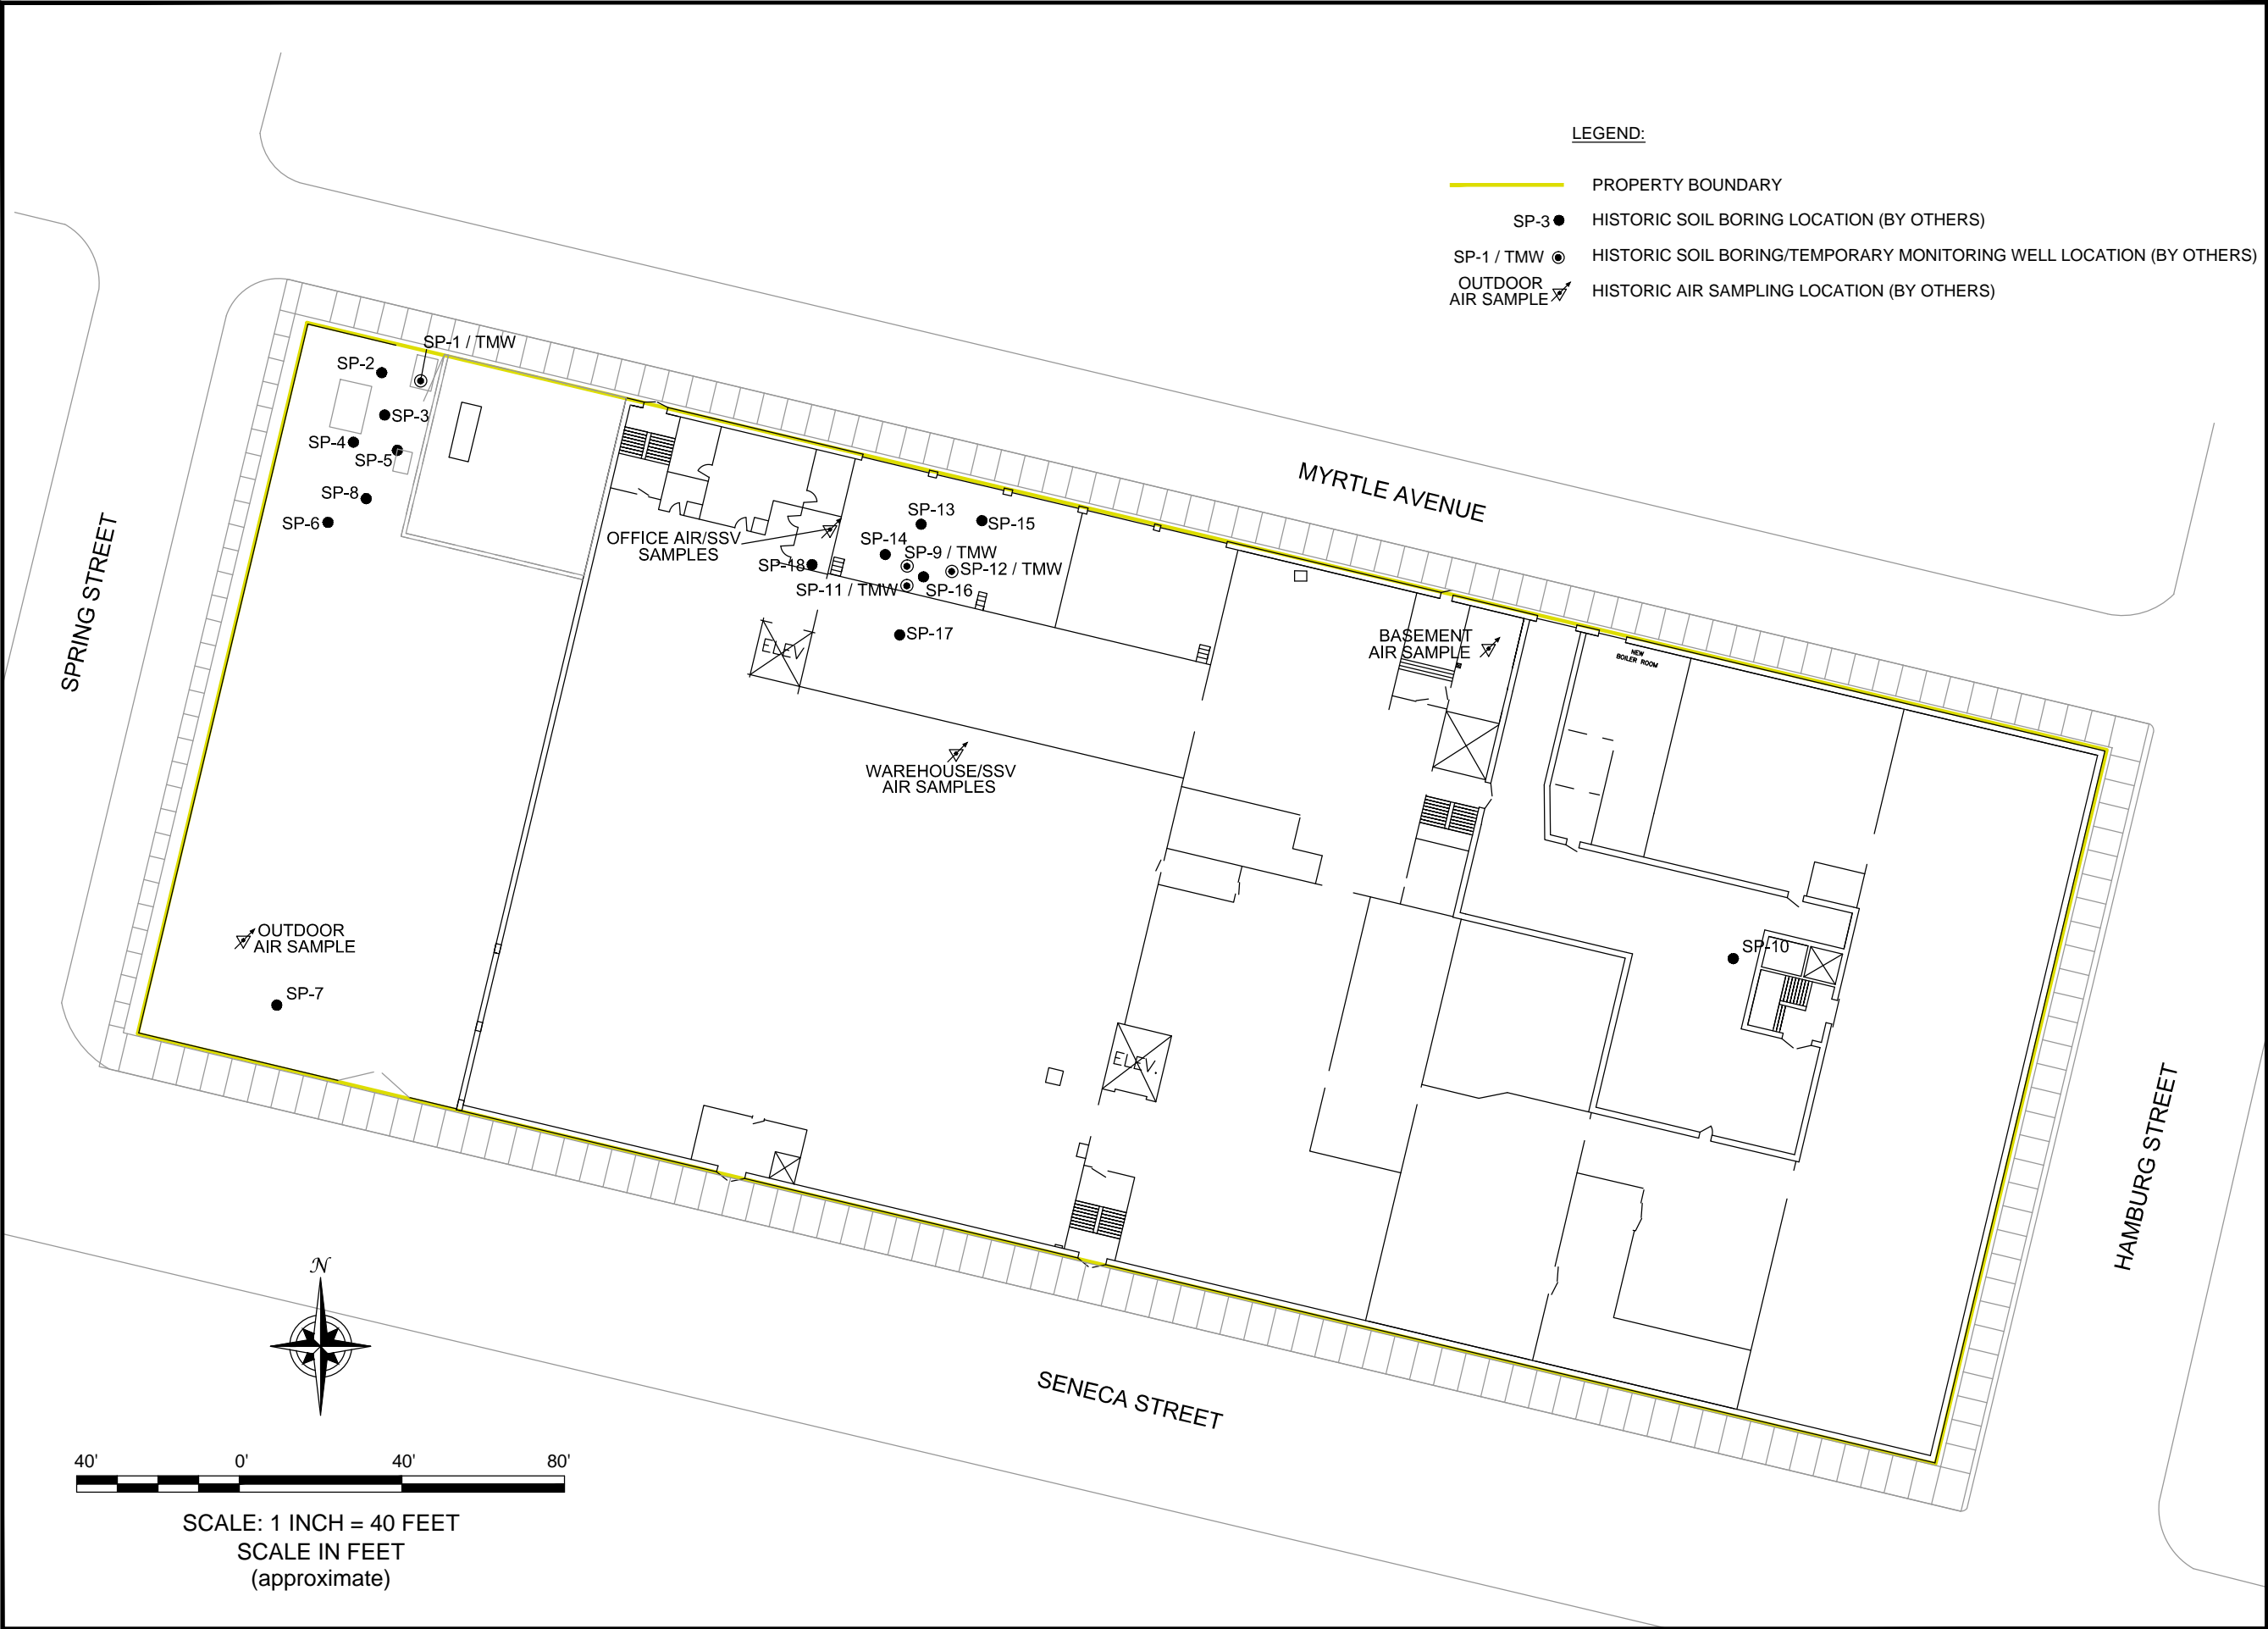 LEGEND:
PROPERTY BOUNDARY
SP-3 HISTORIC SOIL BORING LOCATION (BY OTHERS)
SP-1 / TMW HISTORIC SOIL BORING/TEMPORARY MONITORING WELL LOCATION (BY OTHERS)
OUTDOOR
AIR SAMPLE HISTORIC AIR SAMPLING LOCATION (BY OTHERS)
SP-1 / TMW
SP-2
SP-3
SP-4
SP-5
SP-8
SP-6
MYRTLE AVENUE
SPRING STREET
OFFICE AIR/SSV
SAMPLES
SP-13
SP-15
SP-14
SP-9 / TMW
SP-18
SP-12 / TMW
SP-11 / TMW
SP-16
SP-17
ELEV.
BASEMENT
AIR SAMPLE
NEW
BOILER ROOM
WAREHOUSE/SSV
AIR SAMPLES
OUTDOOR
AIR SAMPLE
SP-7
SP-10
ELEV.
HAMBURG STREET
SENECA STREET
N
40' 0' 40' 80'
SCALE: 1 INCH = 40 FEET
SCALE IN FEET
(approximate)